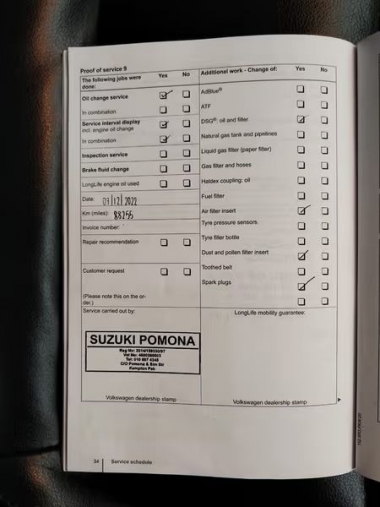 Proof of service 9
The following jobs were done:
Yes No
Additional work - Change of: Yes No
Oil change service
In combination
Service interval display
incl. engine oil change
In combination
Inspection service
Brake fluid change
LongLife engine oil used
Date:
Km (miles): 88255
Invoice number:
Repair recommendation
Customer request
(Please note this on the or-
der.)
AdBlue®
ATF
DSG® oil and filter
Natural gas tank and pipelines
Liquid gas filter (paper filter)
Gas filter and hoses
Haldex coupling: oil
Fuel filter
Air filter insert
Tyre pressure sensors
Tyre filler bottle
Dust and pollen filter insert
Toothed belt
Spark plugs
Service carried out by:
LongLife mobility guarantee:
SUZUKI POMONA
C/O Pomona &
Kempton Park
Volkswagen dealership stamp
Volkswagen dealership stamp
34 Service schedule